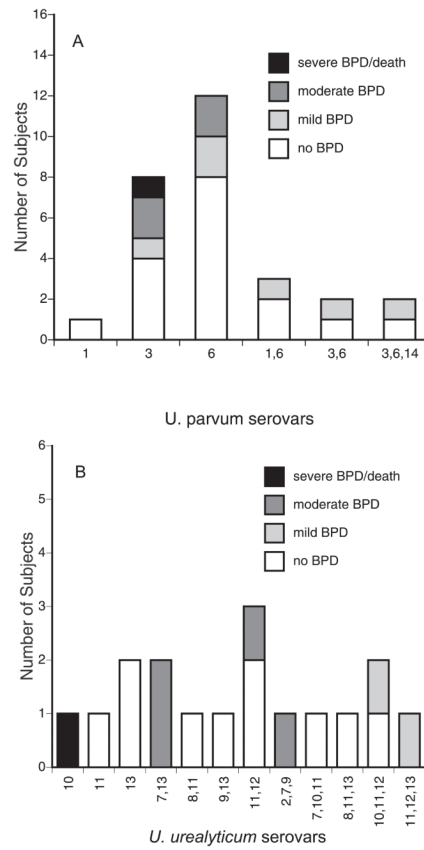 A
16
14
12
10
8
6
4
2
0
Number of Subjects
severe BPD/death
moderate BPD
mild BPD
no BPD
1 3 6 1,6 3,6 3,6,14
U. parvum serovars
B
6
5
4
3
2
1
0
Number of Subjects
severe BPD/death
moderate BPD
mild BPD
no BPD
10 11 13 7,13 8,11 9,13 11,12 2,7,9 7,10,11 8,11,13 10,11,12 11,12,13
U. urealyticum serovars